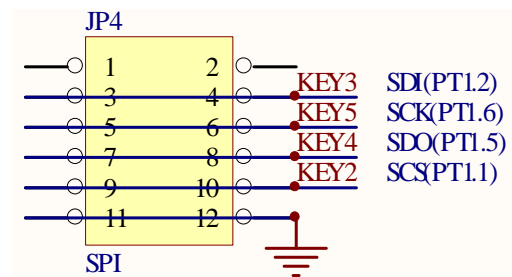 JP4
1 2
3 4 KEY3 SDI(PT1.2)
5 6 KEY5 SCK(PT1.6)
7 8 KEY4 SDO(PT1.5)
9 10 KEY2 SCS(PT1.1)
11 12
SPI